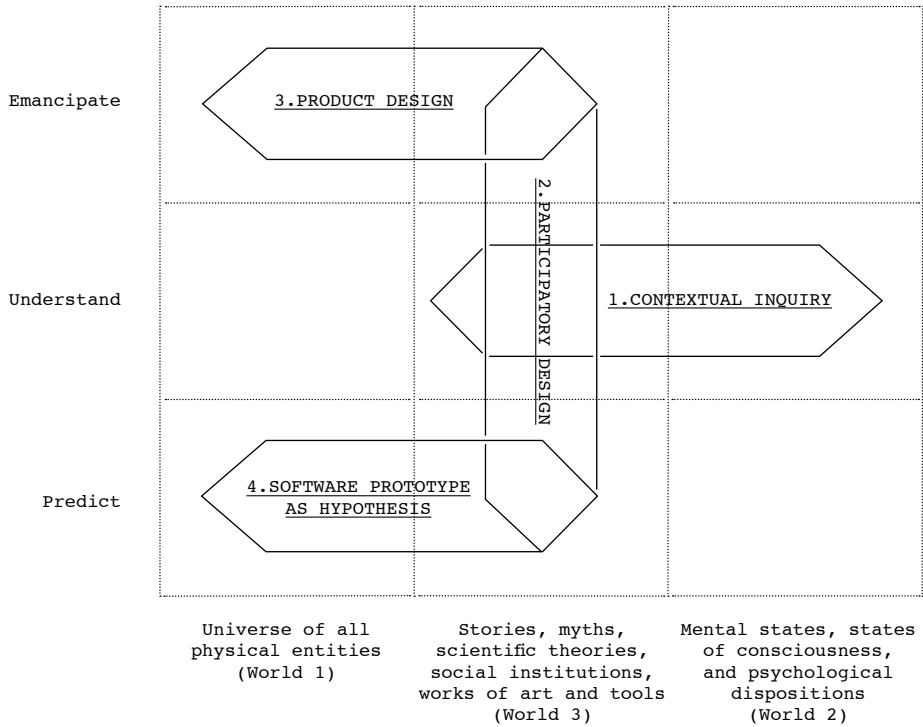 Emancipate
3.PRODUCT DESIGN
2.PARTICIPATORY DESIGN
Understand
1.CONTEXTUAL INQUIRY
Predict
4.SOFTWARE PROTOTYPE
AS HYPOTHESIS
Universe of all
physical entities
(World 1)
Stories, myths,
scientific theories,
social institutions,
works of art and tools
(World 3)
Mental states, states
of consciousness,
and psychological
dispositions
(World 2)